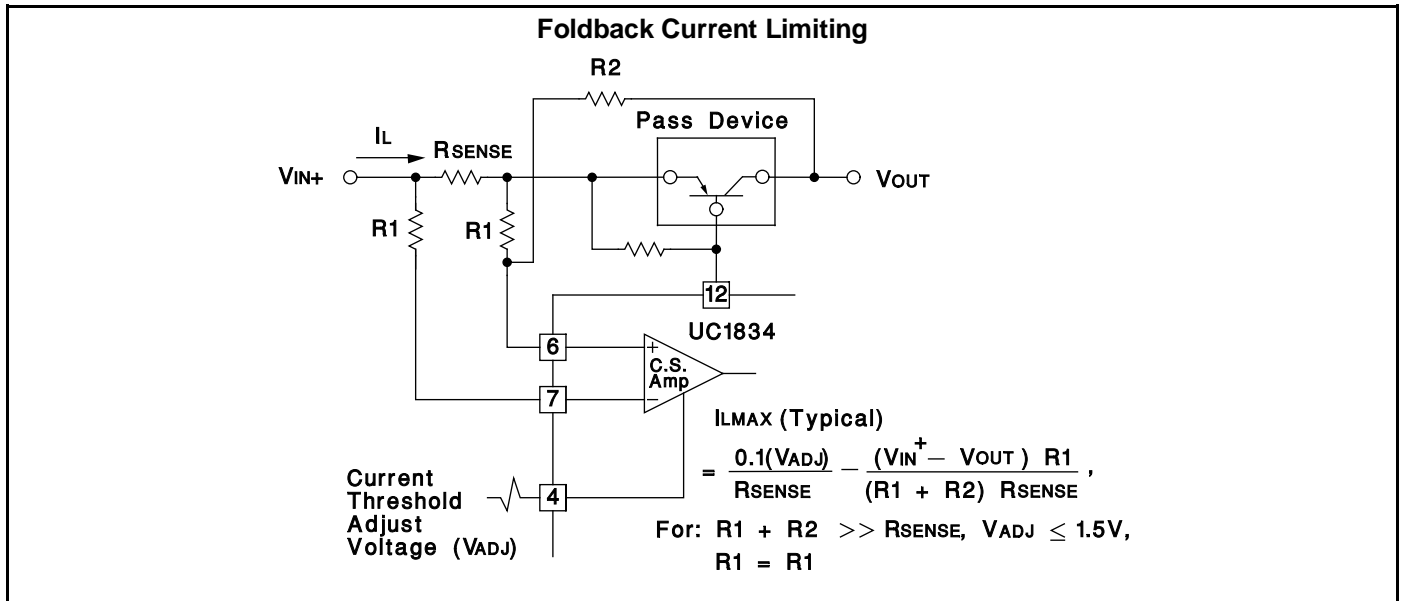 Foldback Current Limiting
R2
Pass Device
IL
RSENSE
VIN+
VOUT
R1
R1
12
UC1834
6
+
C.S.
Amp
7
−
ILMAX (Typical)
= 0.1(VADJ) / RSENSE − (VIN+ − VOUT) R1 / (R1 + R2) RSENSE ,
Current
Threshold
Adjust
Voltage (VADJ)
4
For: R1 + R2 >> RSENSE, VADJ ≤ 1.5V,
R1 = R1